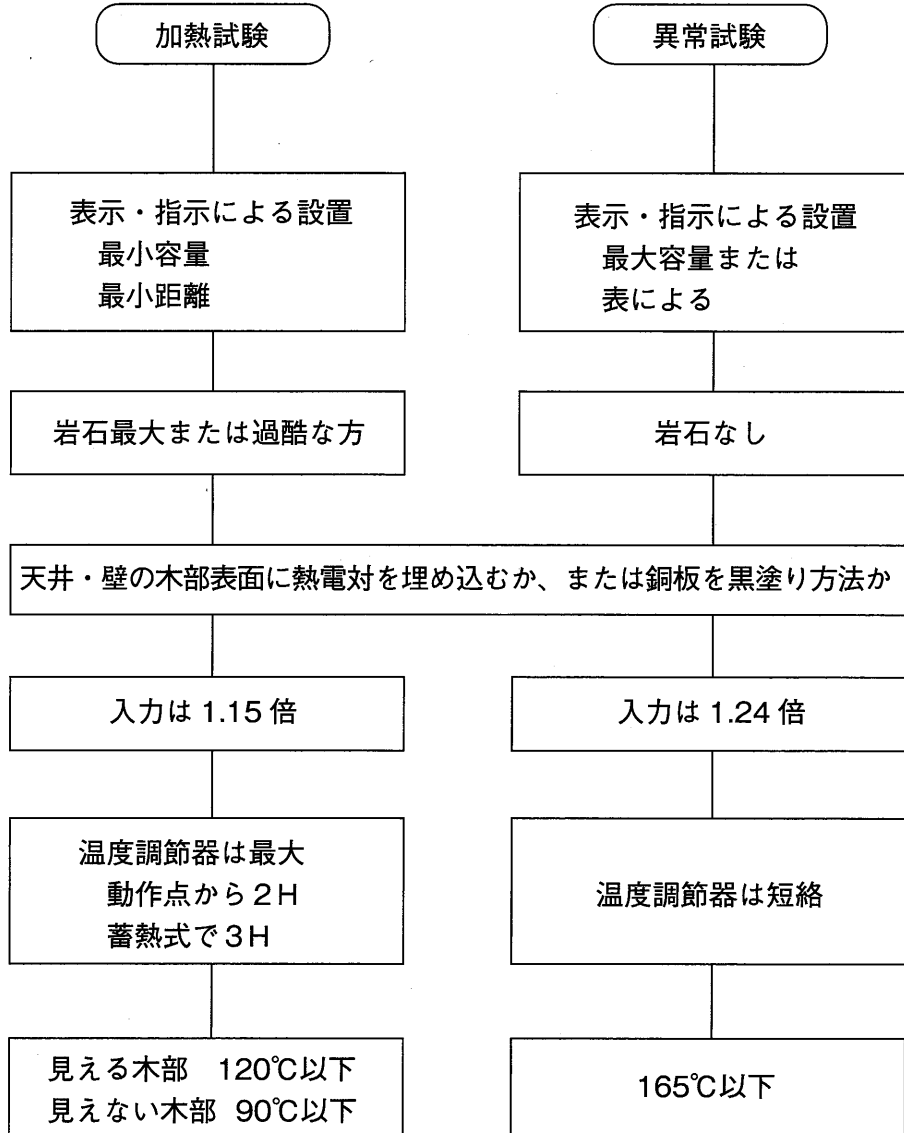 加熱試験
異常試験
表示・指示による設置
最小容量
最小距離
表示・指示による設置
最大容量または
表による
岩石最大または過酷な方
岩石なし
天井・壁の木部表面に熱電対を埋め込むか、または銅板を黒塗り方法か
入力は 1.15 倍
入力は 1.24 倍
温度調節器は最大
動作点から2H
蓄熱式で3H
温度調節器は短絡
見える木部 120℃以下
見えない木部 90℃以下
165℃以下